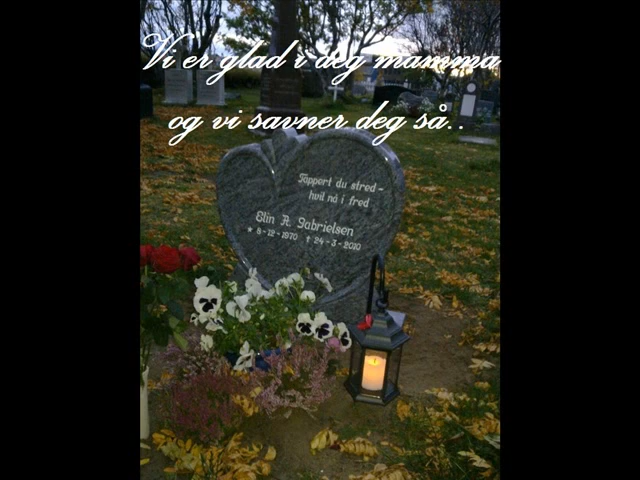 Vi er glad i deg mamma
og vi savner deg så..
Tappert du stred-
hvil nå i fred
Elin A. Gabrielsen
* 8-12-1970 † 24-3-2010